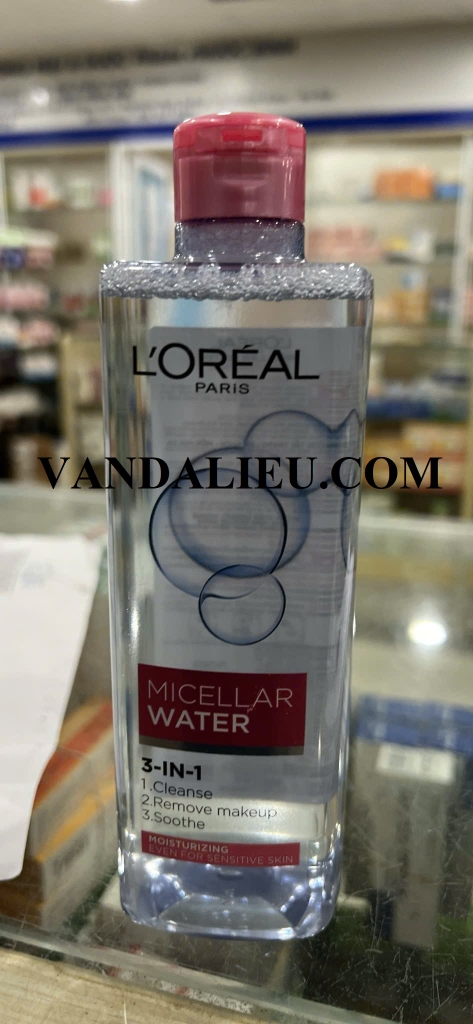 L'ORÉAL
PARIS
VANDALIEU.COM
MICELLAR
WATER
3-IN-1
1.Cleanse
2.Remove makeup
3.Soothe
MOISTURIZING
EVEN FOR SENSITIVE SKIN